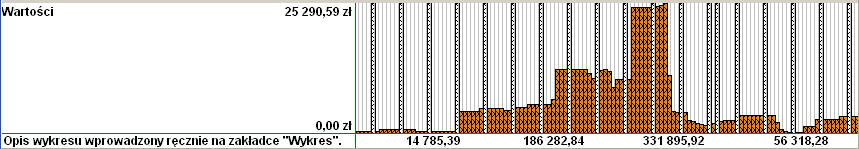 Wartości 25 290,59 zł
0,00 zł
Opis wykresu wprowadzony ręcznie na zakładce "Wykres". 14 785,39 186 282,84 331 895,92 56 318,28